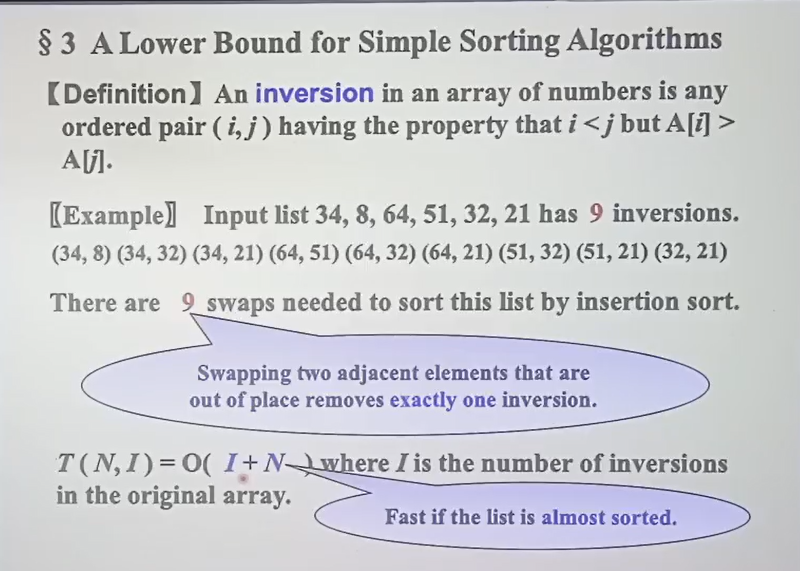 § 3 A Lower Bound for Simple Sorting Algorithms
【Definition】An inversion in an array of numbers is any
ordered pair ( i, j ) having the property that i < j but A[i] >
A[j].
〖Example〗 Input list 34, 8, 64, 51, 32, 21 has 9 inversions.
(34, 8) (34, 32) (34, 21) (64, 51) (64, 32) (64, 21) (51, 32) (51, 21) (32, 21)
There are 9 swaps needed to sort this list by insertion sort.
Swapping two adjacent elements that are
out of place removes exactly one inversion.
T ( N, I ) = O( I + N ) where I is the number of inversions
in the original array.
Fast if the list is almost sorted.